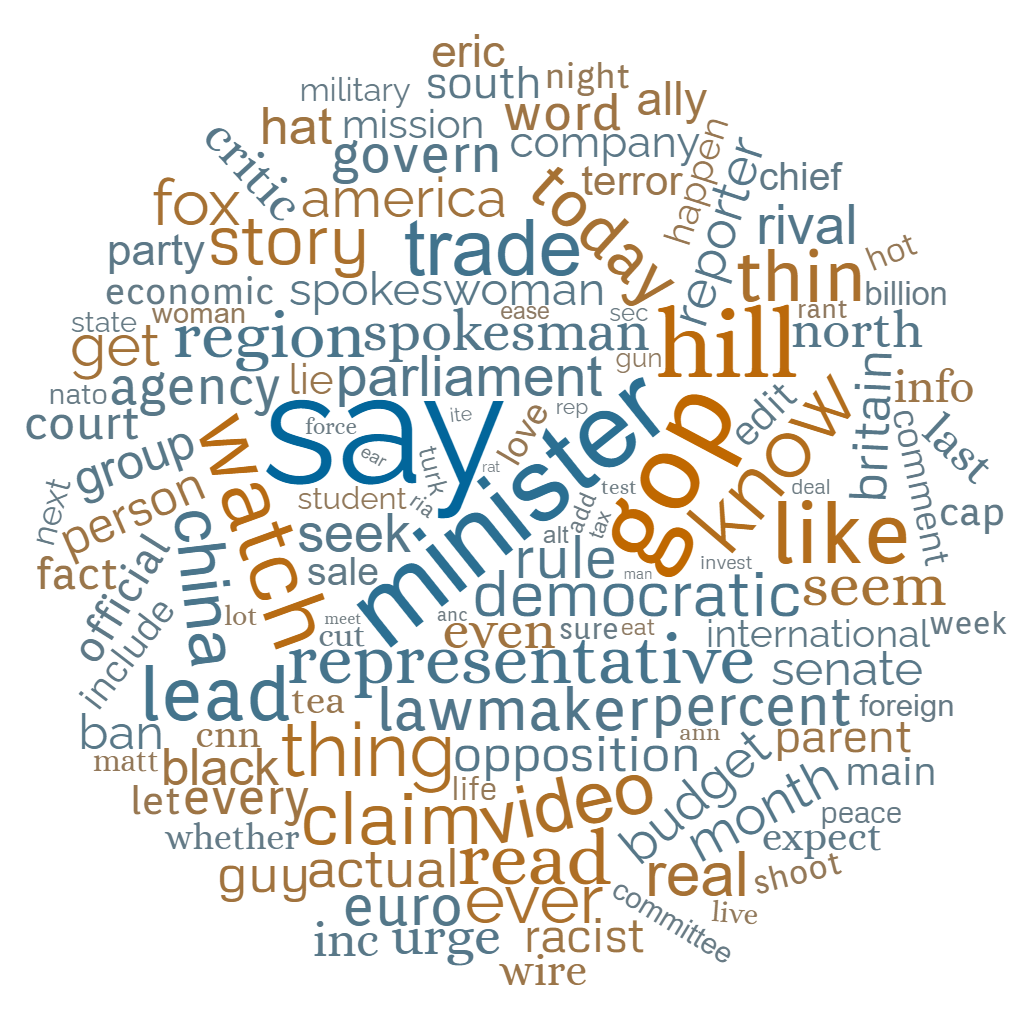 eric
south
night
military
ally
word
hat
mission
company
govern
critic
happen
reporter
chief
terror
today
america
fox
rival
story
trade
party
hot
thin
economic
spokeswoman
billion
rant
woman
ease
sec
state
region
spokesman
hill
north
get
gun
nato
agency
lie
parliament
info
britain
court
say
force
ite
rep
love
minister
gop
know
edit
comment
last
group
watch
ear
turk
rat
person
next
student
ria
test
deal
like
cap
china
seek
add
tax
alt
rule
invest
fact
official
sale
man
democratic
seem
include
lot
meet
cut
anc
even
sure
eat
international
week
representative
senate
lead
tea
lawmaker
percent
foreign
ban
cnn
thing
opposition
ann
parent
matt
black
budget
main
life
let
every
claim
video
month
peace
whether
expect
guy
actual
read
real
shoot
euro
ever
committee
live
inc
urge
racist
wire